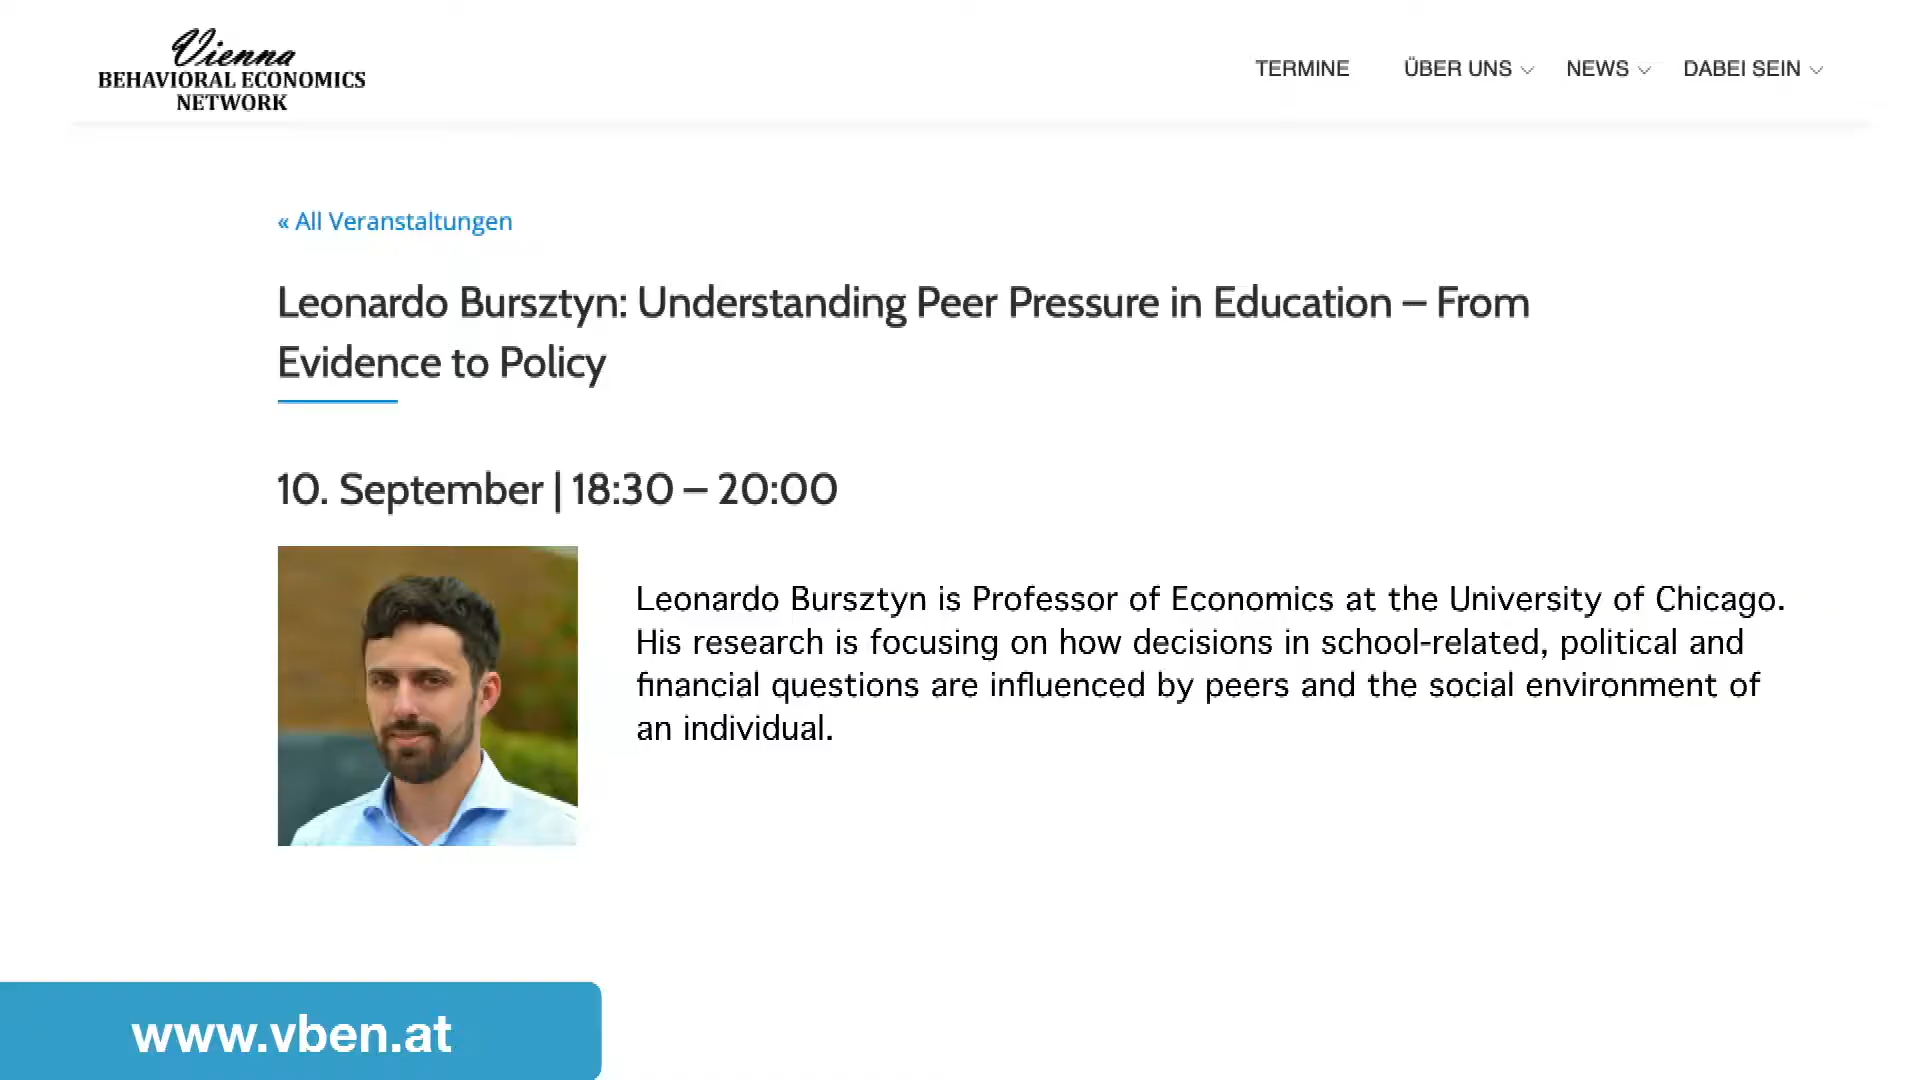 Vienna
BEHAVIORAL ECONOMICS
NETWORK
TERMINE ÜBER UNS NEWS DABEI SEIN
« All Veranstaltungen
Leonardo Bursztyn: Understanding Peer Pressure in Education – From
Evidence to Policy
10. September | 18:30 – 20:00
Leonardo Bursztyn is Professor of Economics at the University of Chicago.
His research is focusing on how decisions in school-related, political and
financial questions are influenced by peers and the social environment of
an individual.
www.vben.at